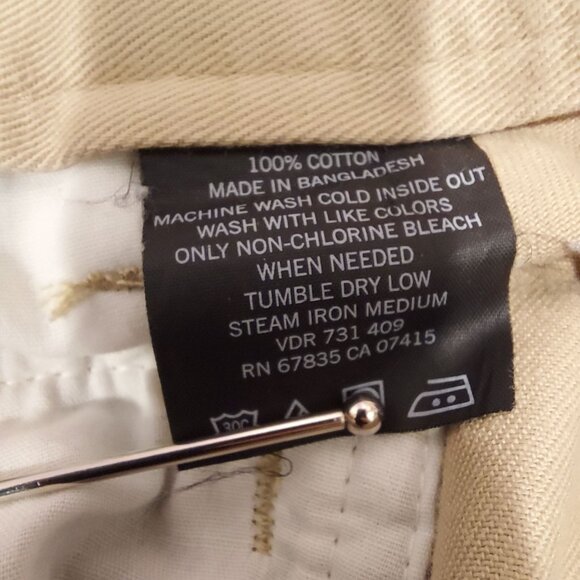 100% COTTON
MADE IN BANGLADESH
MACHINE WASH COLD INSIDE OUT
WASH WITH LIKE COLORS
ONLY NON-CHLORINE BLEACH
WHEN NEEDED
TUMBLE DRY LOW
STEAM IRON MEDIUM
VDR 731 409
RN 67835 CA 07415
30C